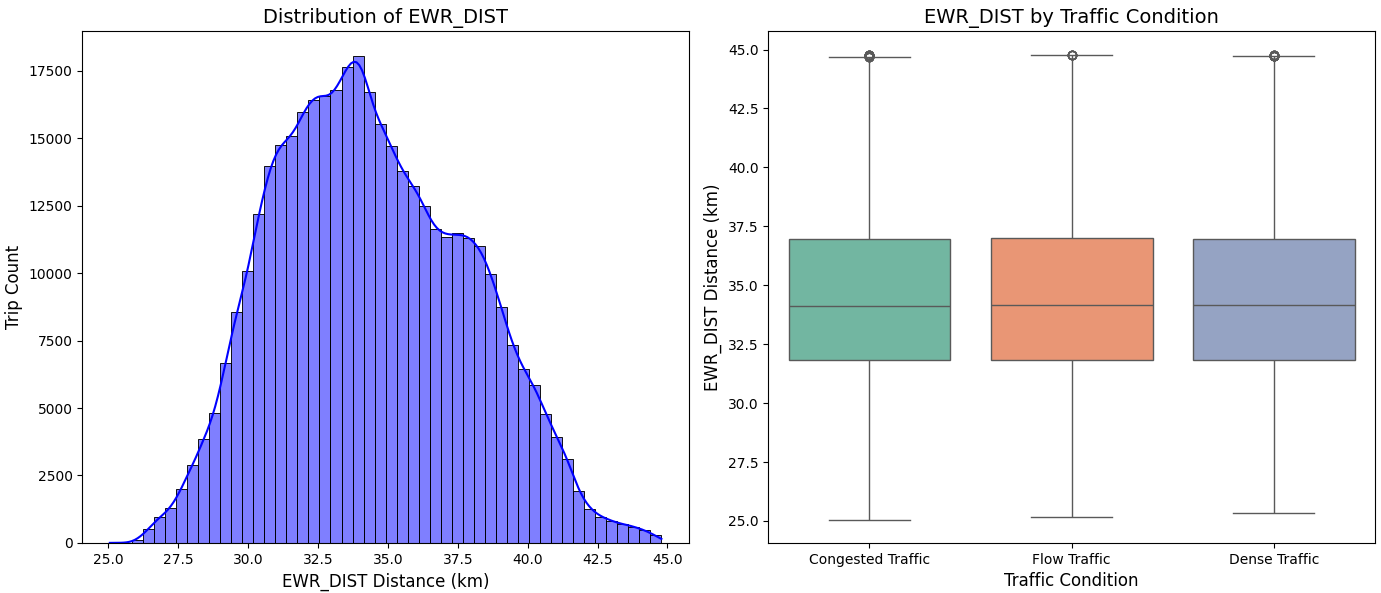 Distribution of EWR_DIST
17500
15000
12500
10000
7500
5000
2500
0
Trip Count
25.0 27.5 30.0 32.5 35.0 37.5 40.0 42.5 45.0
EWR_DIST Distance (km)
EWR_DIST by Traffic Condition
45.0
42.5
40.0
37.5
35.0
32.5
30.0
27.5
25.0
EWR_DIST Distance (km)
Congested Traffic Flow Traffic Dense Traffic
Traffic Condition